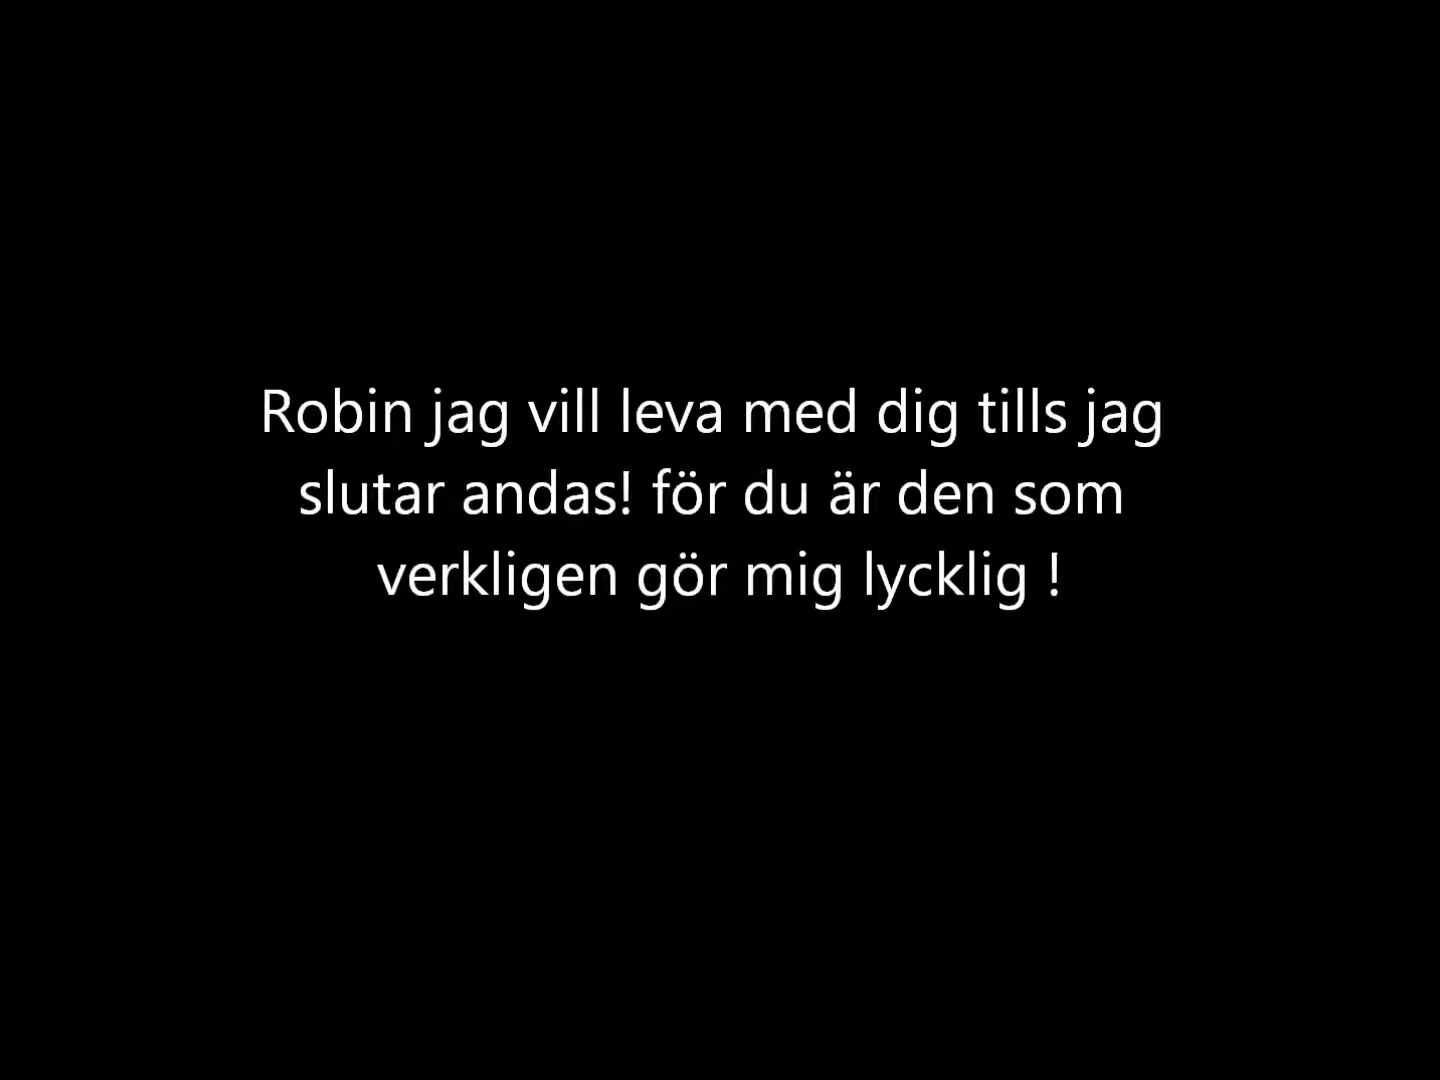 Robin jag vill leva med dig tills jag
slutar andas! för du är den som
verkligen gör mig lycklig !